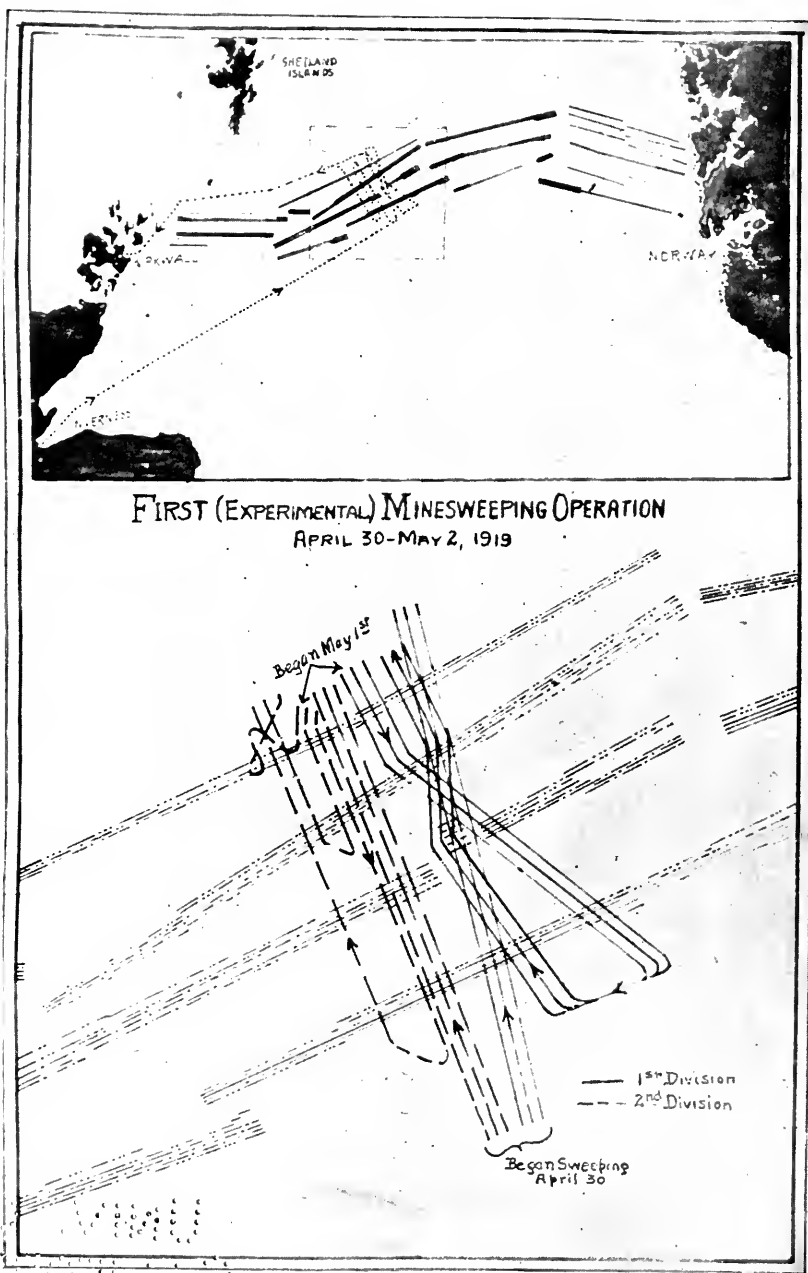 SHETLAND
ISLANDS
NORWAY
FIRST (EXPERIMENTAL) MINESWEEPING OPERATION
APRIL 30-MAY 2, 1919
Began May 1st
1st Division
2nd Division
Began Sweeping
April 30